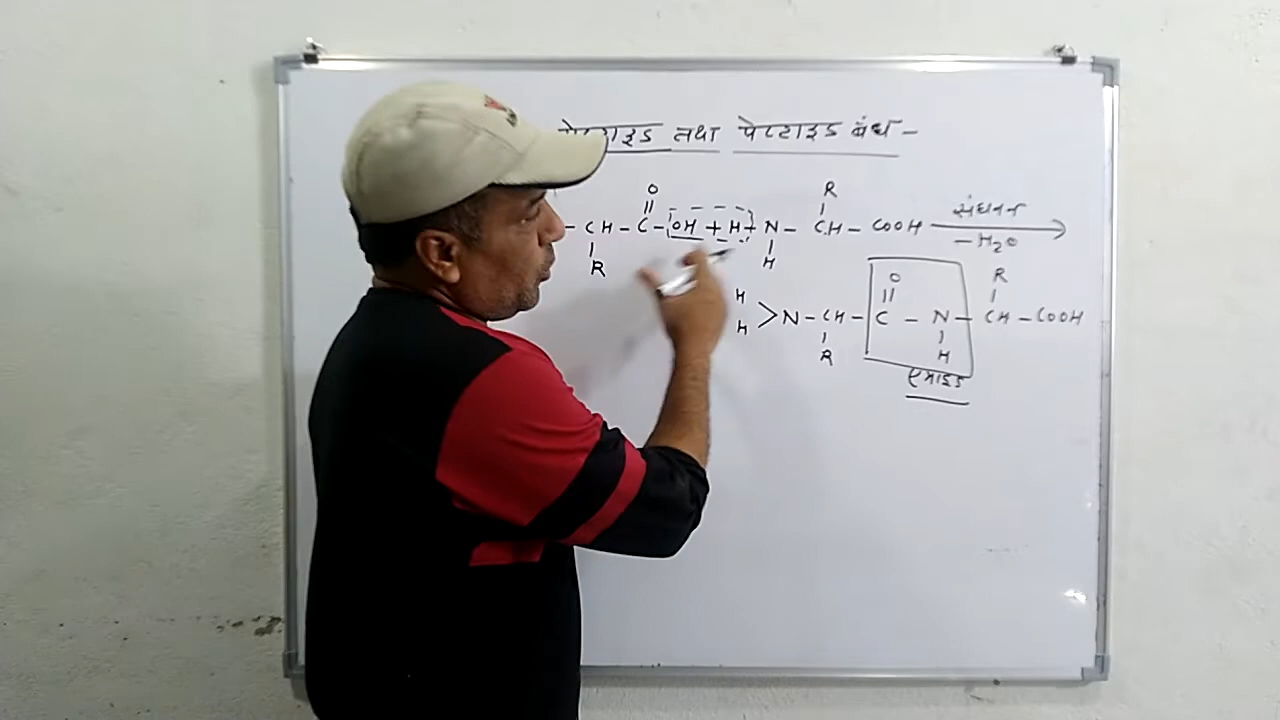 तथा पेप्टाइड बंध -
O R
- CH - C - OH + H - N - CH - COOH संघनन
R H - H2O
O R
H H > N - CH - C - N - CH - COOH
R H
एमाइड